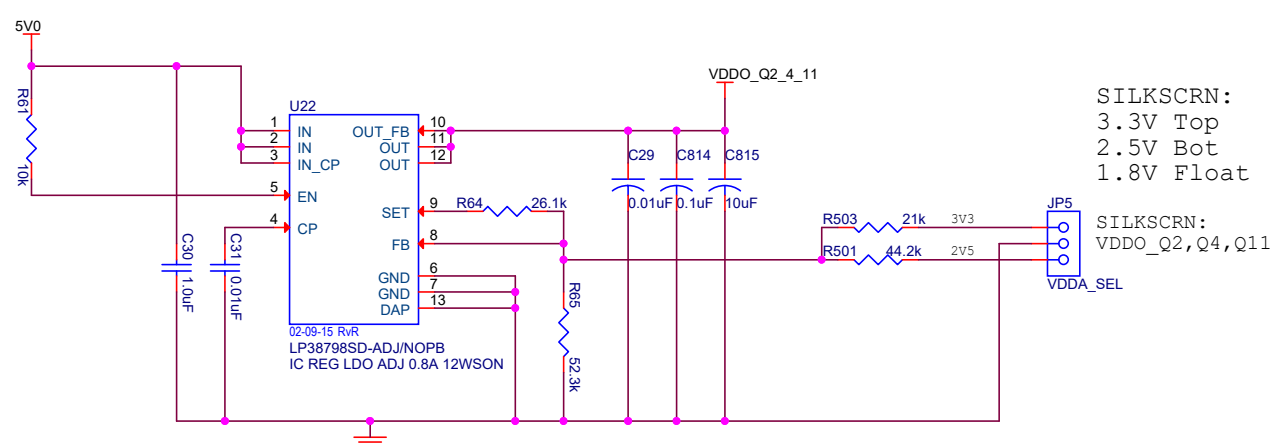 5V0
VDDO_Q2_4_11
SILKSCRN:
3.3V Top
2.5V Bot
1.8V Float
R61
10k
U22
1 IN
2 IN
3 IN_CP
5 EN
4 CP
OUT_FB 10
OUT 11
OUT 12
SET 9
FB 8
GND 6
GND 7
DAP 13
C29
0.01uF
C814
0.1uF
C815
10uF
R64 26.1k
JP5
R503 21k 3V3
R501 44.2k 2V5
VDDA_SEL
SILKSCRN:
VDDO_Q2,Q4,Q11
C30
1.0uF
C31
0.01uF
R65
52.3k
02-09-15 RvR
LP38798SD-ADJ/NOPB
IC REG LDO ADJ 0.8A 12WSON